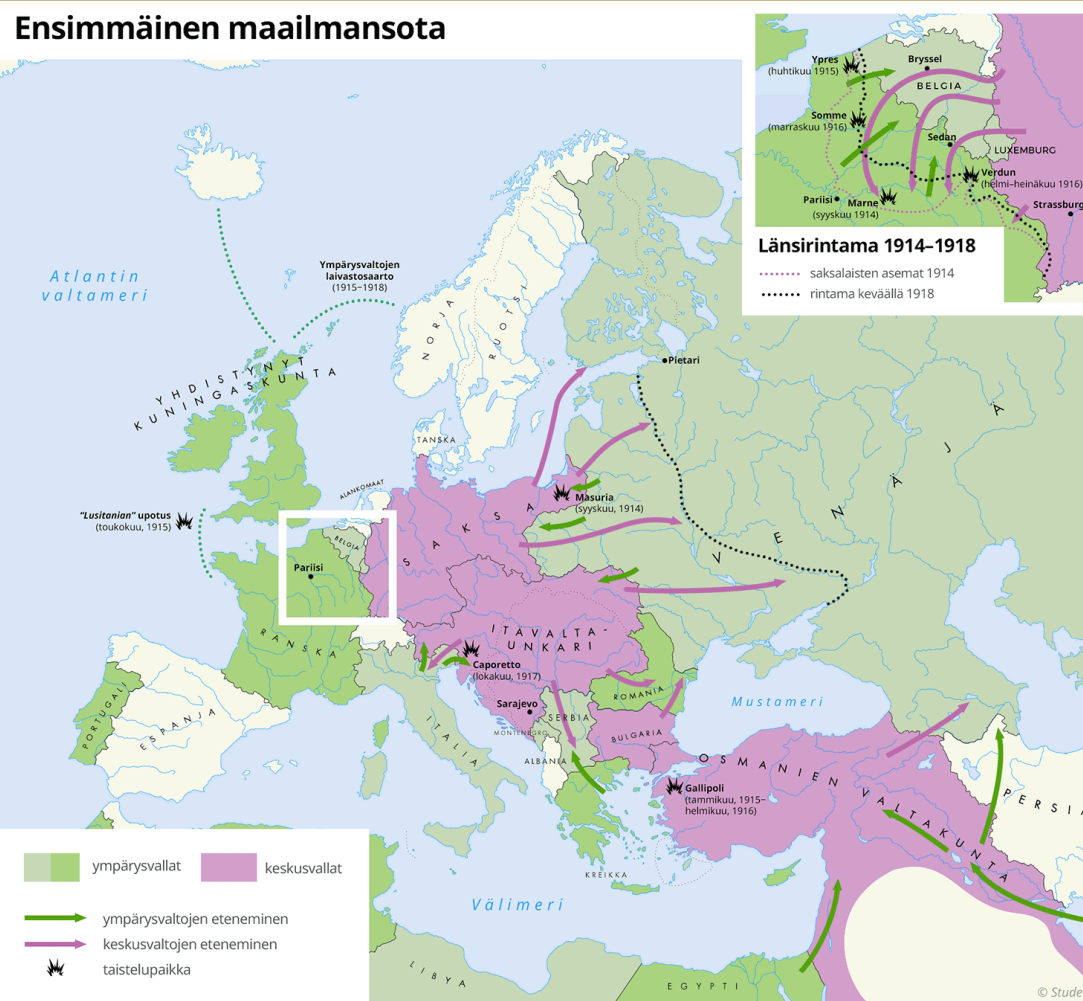 Ensimmäinen maailmansota
Ypres
(huhtikuu 1915)
Bryssel
BELGIA
Somme
(marraskuu 1916)
Sedan
LUXEMBURG
Verdun
(helmi–heinäkuu 1916)
Pariisi
Marne
(syyskuu 1914)
Strassburg
Länsirintama 1914–1918
saksalaisten asemat 1914
rintama keväällä 1918
Atlantin
valtameri
Ympärysvaltojen
laivastosaarto
(1915–1918)
NORJA
RUOTSI
Pietari
YHDISTYNYT
KUNINGASKUNTA
TANSKA
ALANKOMAAT
"Lusitanian" upotus
(toukokuu, 1915)
BELGIA
SAKSA
Masuria
(syyskuu, 1914)
VENÄJÄ
Pariisi
RANSKA
ITÄVALTA-
UNKARI
Caporetto
(lokakuu, 1917)
ROMANIA
PORTUGALI
ESPANJA
ITALIA
Sarajevo
SERBIA
MONTENEGRO
BULGARIA
ALBANIA
Mustameri
OSMANIEN VALTAKUNTA
Gallipoli
(tammikuu, 1915–
helmikuu, 1916)
PERSIA
KREIKKA
Välimeri
LIBYA
EGYPTI
ympärysvallat
keskusvallat
ympärysvaltojen eteneminen
keskusvaltojen eteneminen
taistelupaikka
© Stude